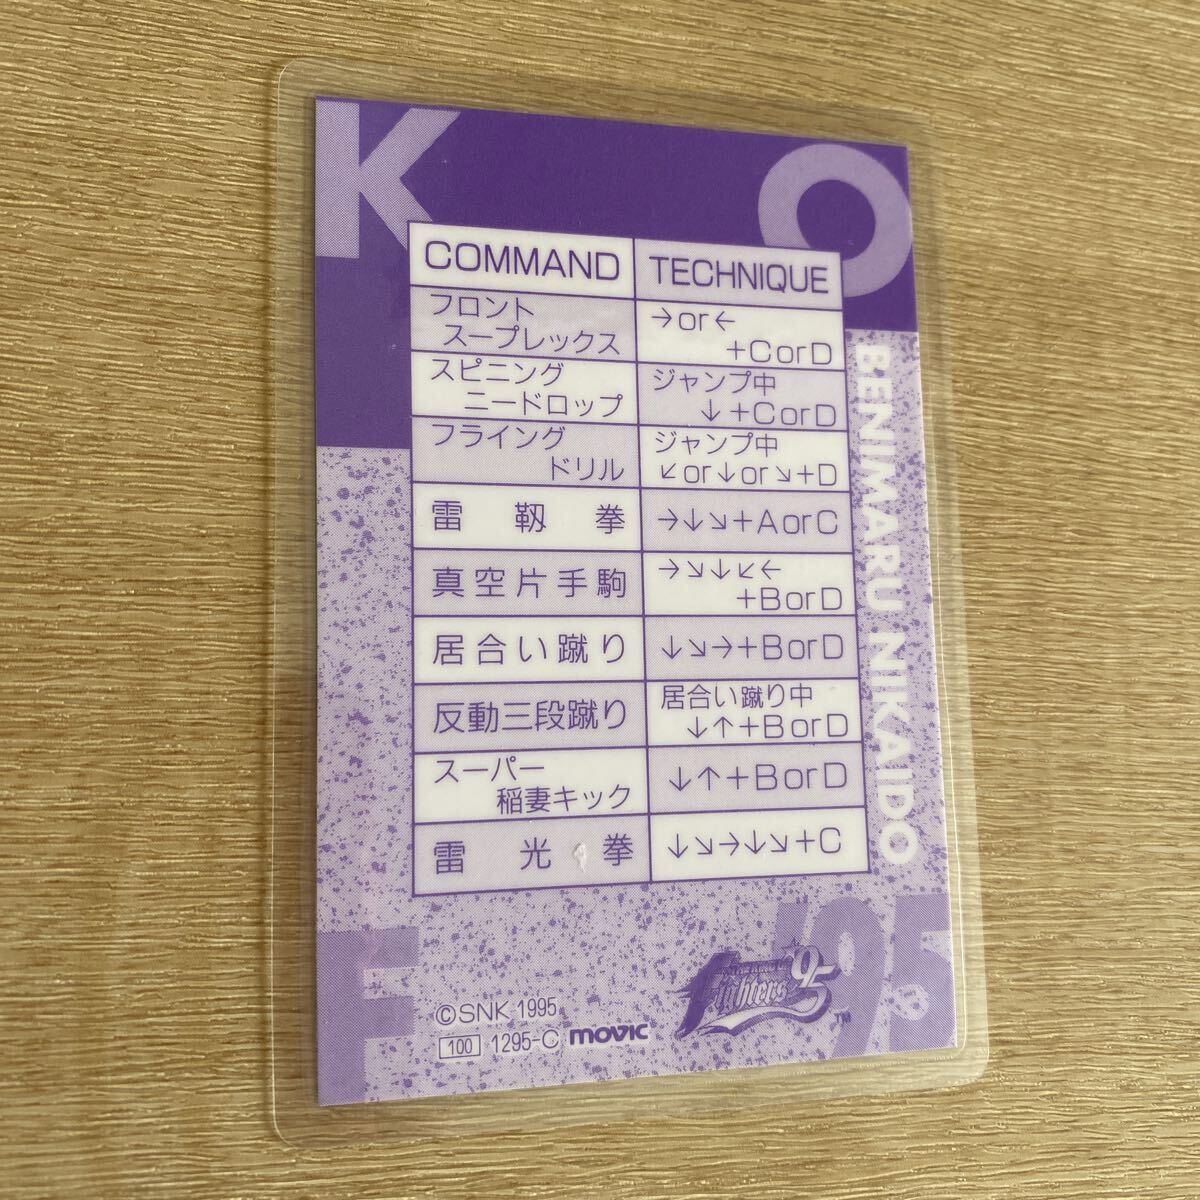 K O
COMMAND TECHNIQUE
フロント
スープレックス
→or←
+CorD
スピニング
ニードロップ
ジャンプ中
↓+CorD
フライング
ドリル
ジャンプ中
↙or↓or↘+D
雷靱拳
→↓↘+AorC
真空片手駒
→↘↓↙←
+BorD
居合い蹴り
↓↘→+BorD
反動三段蹴り
居合い蹴り中
↓↑+BorD
スーパー
稲妻キック
↓↑+BorD
雷光拳
↓↘→↓↘+C
BENIMARU NIKAIDO
F '95
Fighters '95
TM
©SNK 1995
100 1295-C movic